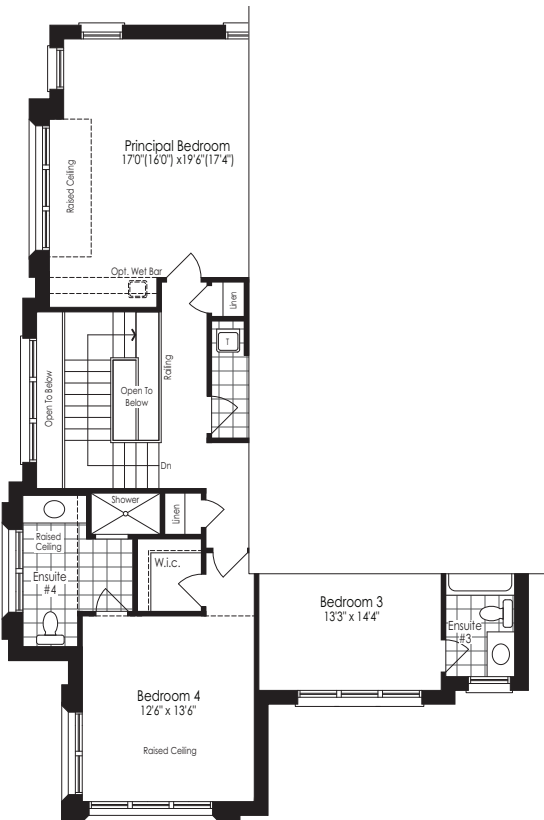 Principal Bedroom
17'0"(16'0") x19'6"(17'4")
Raised Ceiling
Opt. Wet Bar
Linen
T
Railing
Open To Below
Open To
Below
Dn
Shower
Linen
Raised
Ceiling
W.i.c.
Ensuite
#4
Bedroom 3
13'3" x 14'4"
Ensuite
#3
Bedroom 4
12'6" x 13'6"
Raised Ceiling